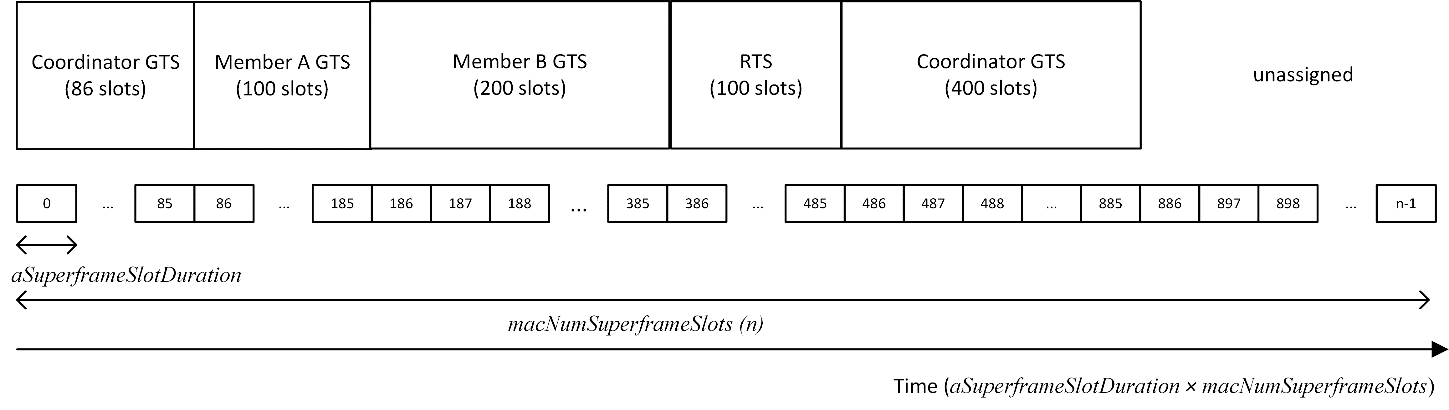 Coordinator GTS
(86 slots)
Member A GTS
(100 slots)
Member B GTS
(200 slots)
RTS
(100 slots)
Coordinator GTS
(400 slots)
unassigned
0 ... 85 86 ... 185 186 187 188 ... 385 386 ... 485 486 487 488 ... 885 886 897 898 ... n-1
aSuperframeSlotDuration
macNumSuperframeSlots (n)
Time (aSuperframeSlotDuration × macNumSuperframeSlots)